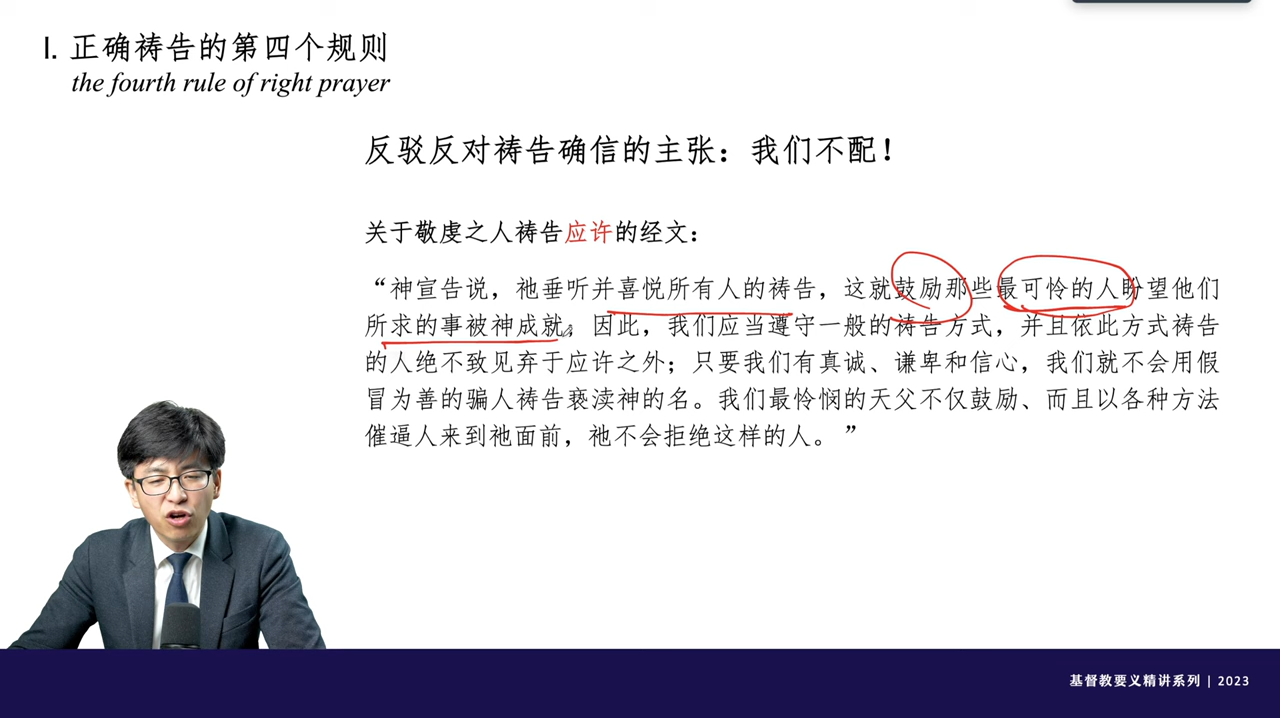 I. 正确祷告的第四个规则
the fourth rule of right prayer
反驳反对祷告确信的主张：我们不配！
关于敬虔之人祷告应许的经文：
“神宣告说，祂垂听并喜悦所有人的祷告，这就鼓励那些最可怜的人盼望他们
所求的事被神成就。因此，我们应当遵守一般的祷告方式，并且依此方式祷告
的人绝不致见弃于应许之外；只要我们有真诚、谦卑和信心，我们就不会用假
冒为善的骗人祷告亵渎神的名。我们最怜悯的天父不仅鼓励、而且以各种方法
催逼人来到祂面前，祂不会拒绝这样的人。”
基督教要义精讲系列 | 2023